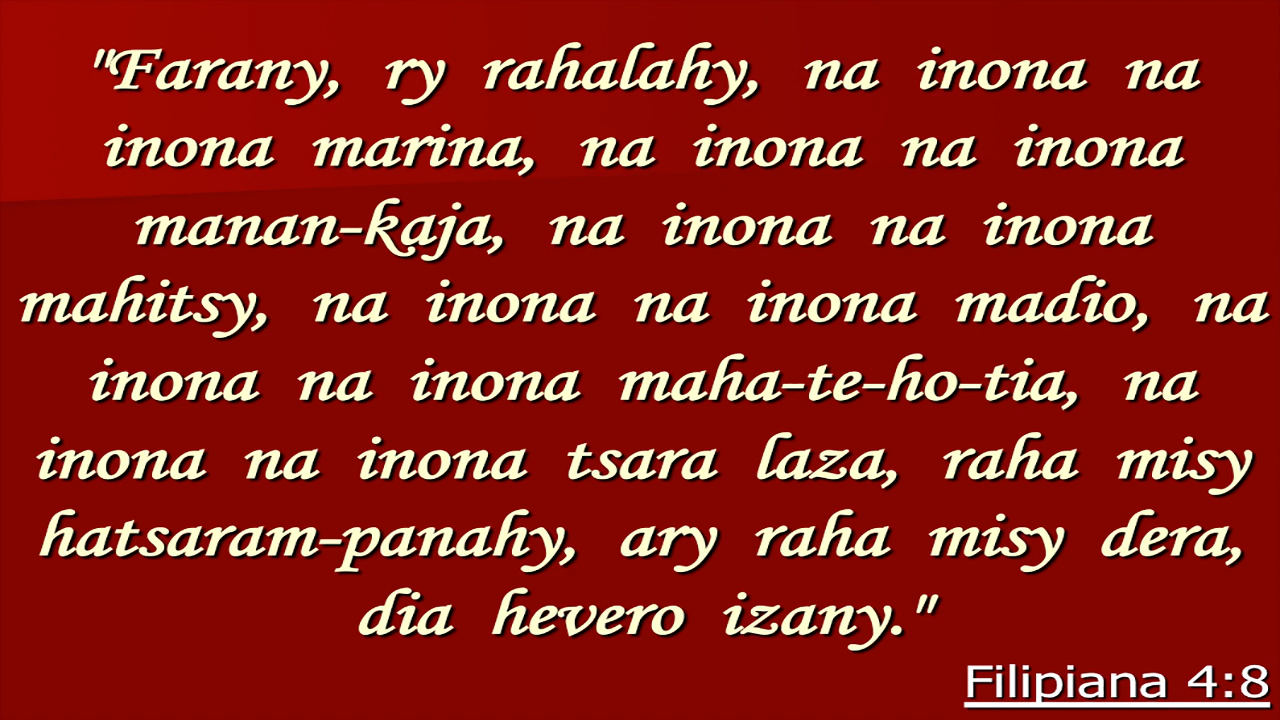 "Farany, ry rahalahy, na inona na
inona marina, na inona na inona
manan-kaja, na inona na inona
mahitsy, na inona na inona madio, na
inona na inona maha-te-ho-tia, na
inona na inona tsara laza, raha misy
hatsaram-panahy, ary raha misy dera,
dia hevero izany."
Filipiana 4:8